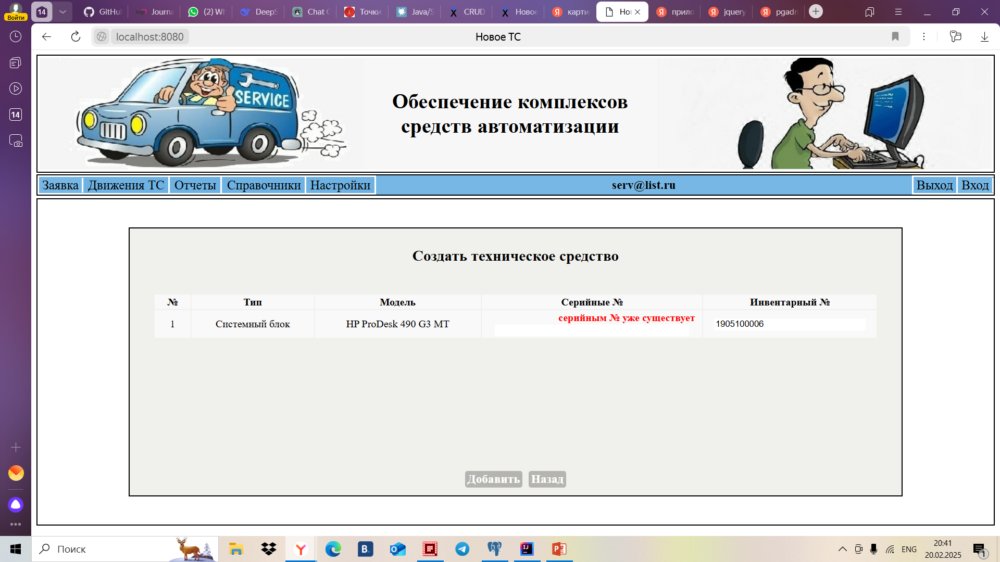 Войти
14
GitHu
Journa
(2) W
DeepS
Chat G
Точки
Java/S
CRUD
Новое
карти
Но
прило
jquery
pgadm
localhost:8080
Новое ТС
14
SERVICE
Обеспечение комплексов
средств автоматизации
Заявка Движения ТС Отчеты Справочники Настройки serv@list.ru Выход Вход
Создать техническое средство
№ Тип Модель Серийные № Инвентарный №
серийным № уже существует
1 Системный блок HP ProDesk 490 G3 MT 1905100006
Добавить Назад
Поиск
B.
IJ
ENG
20:41
20.02.2025
1